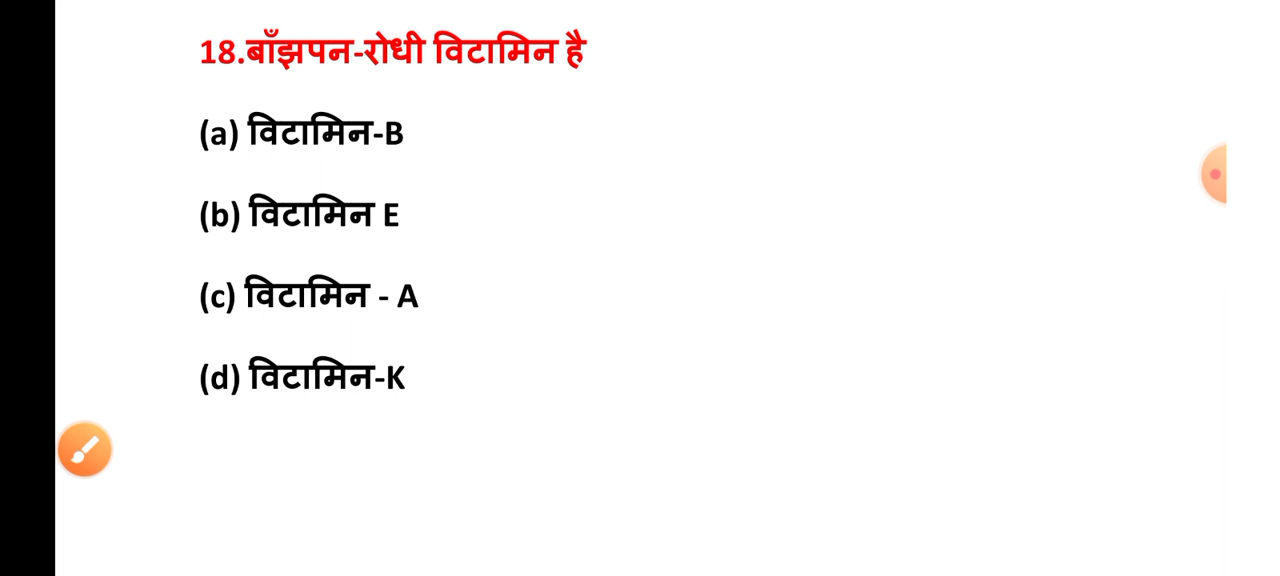 18.बाँझपन-रोधी विटामिन है
(a) विटामिन-B
(b) विटामिन E
(c) विटामिन - A
(d) विटामिन-K